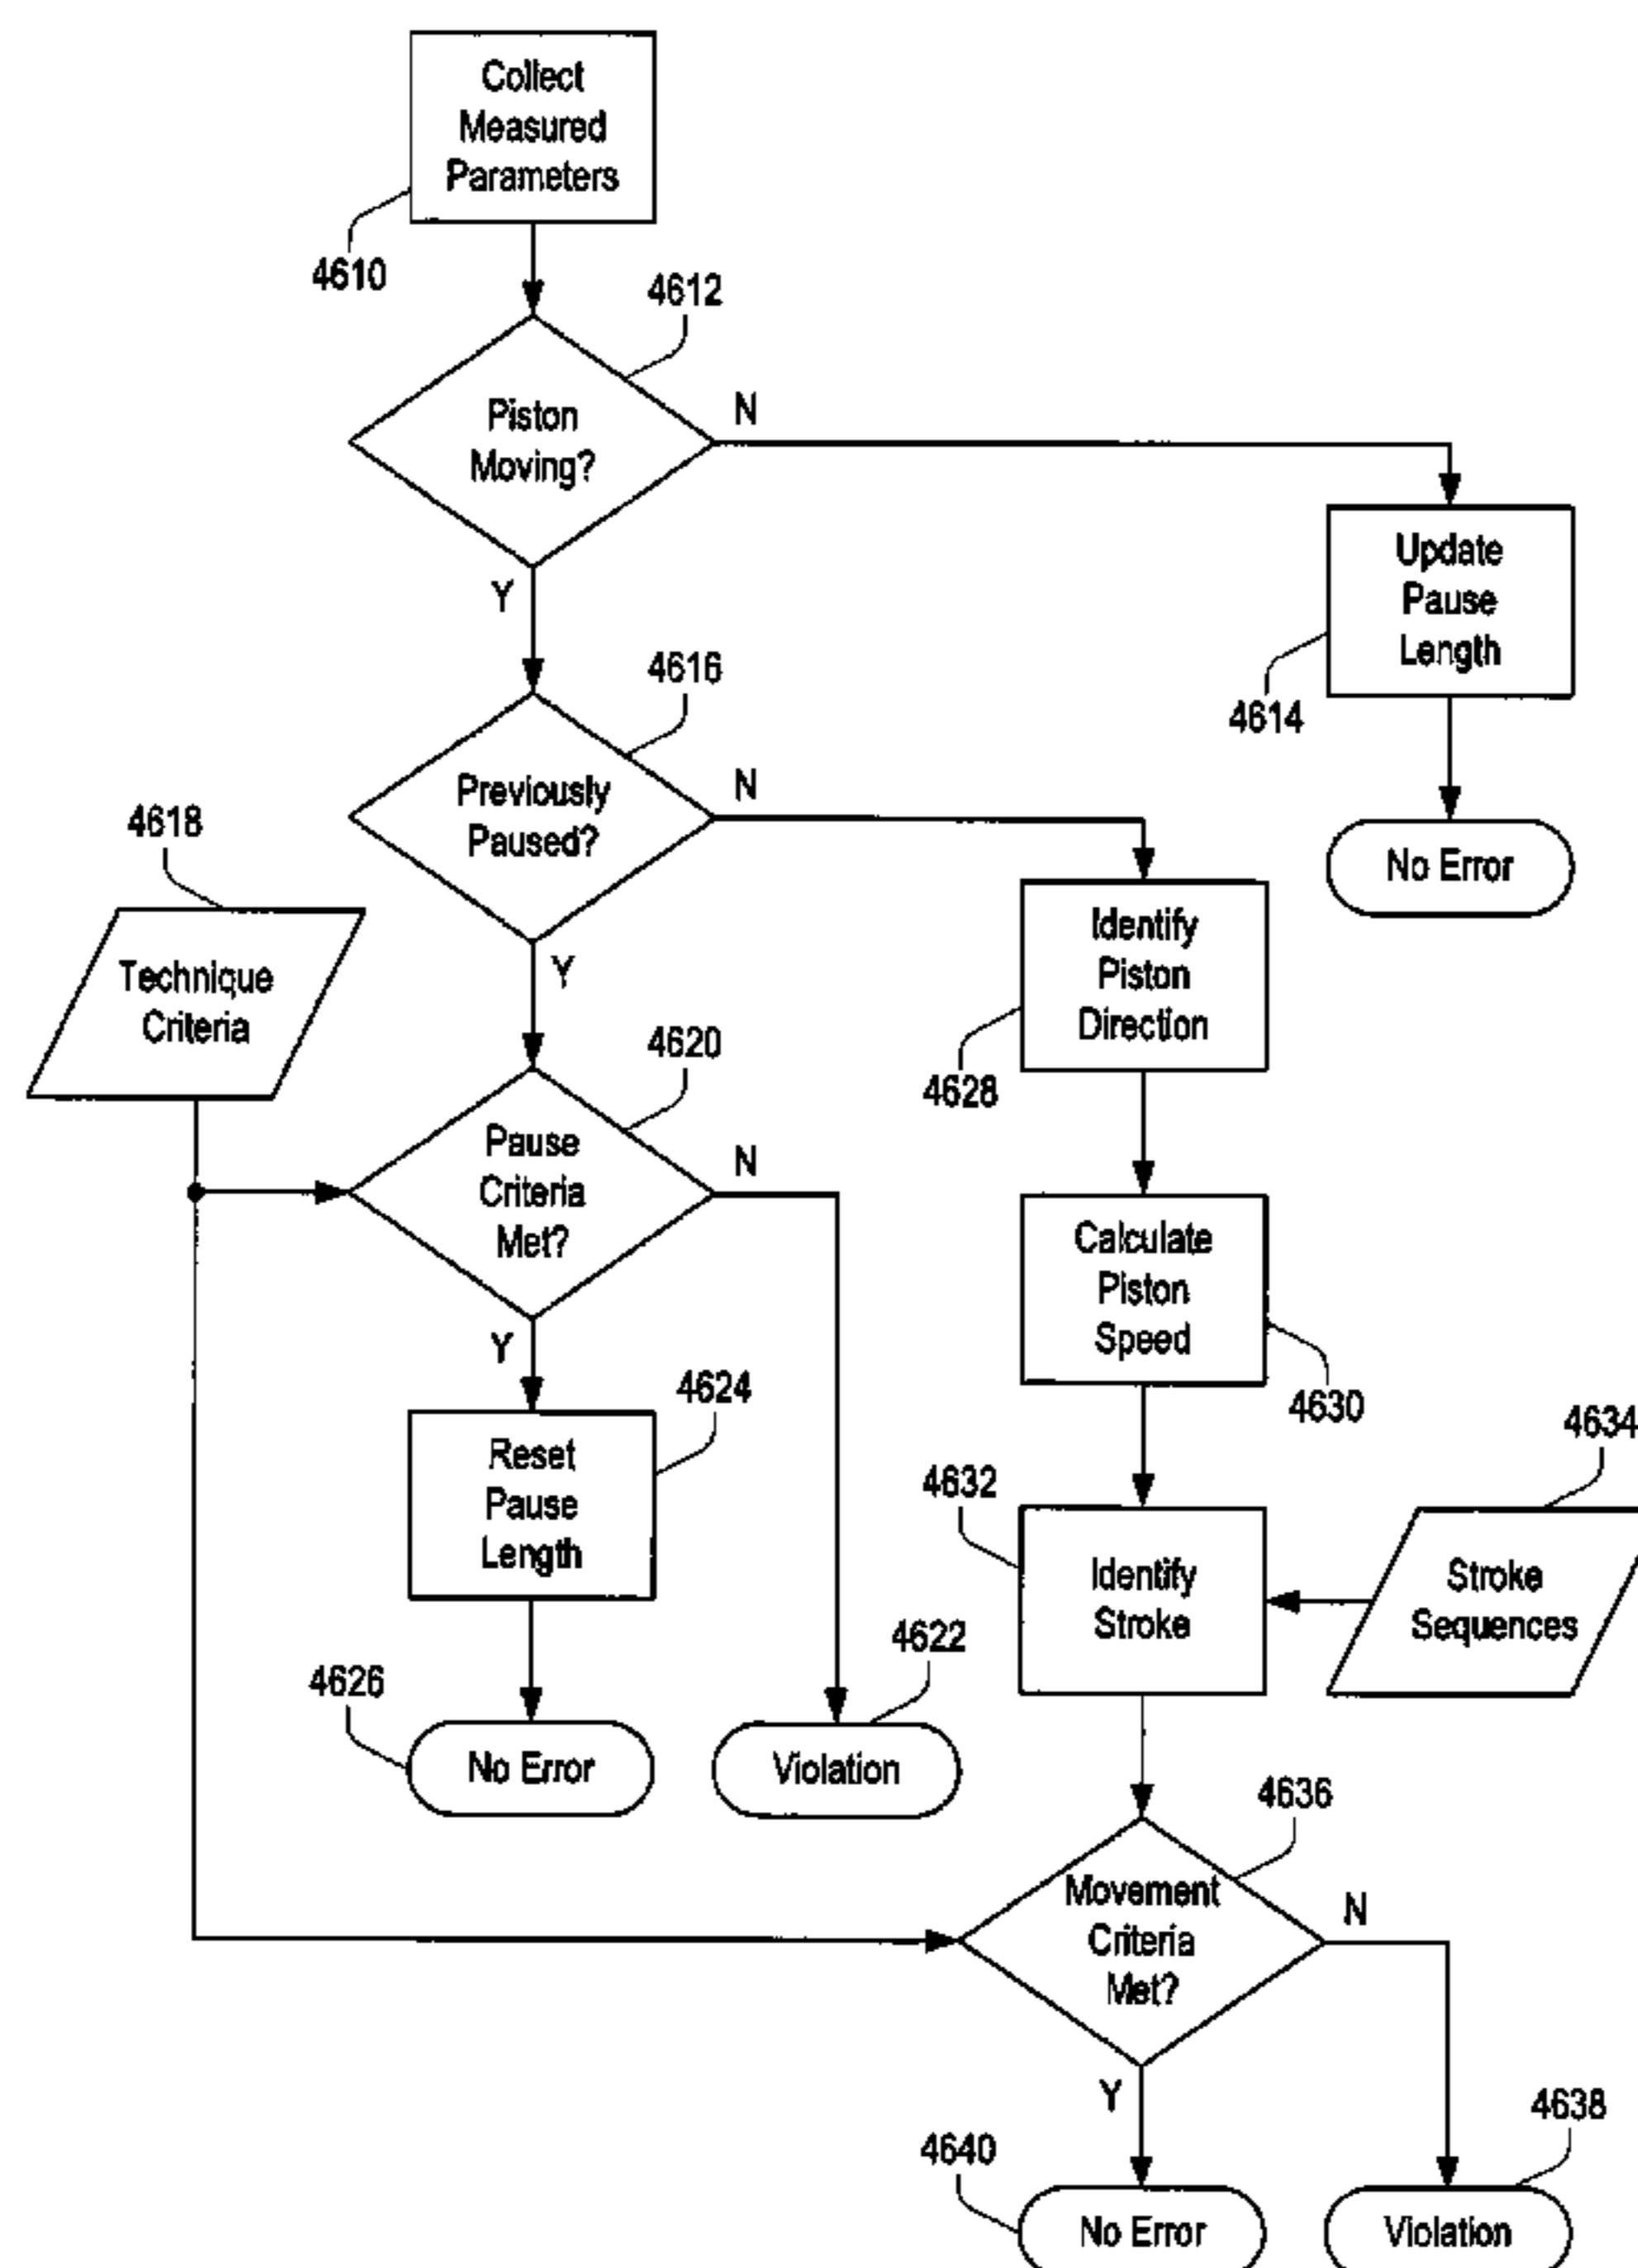 Collect
Measured
Parameters
4610
4612
Piston
Moving?
N
Y
Update
Pause
Length
4614
No Error
4616
Previously
Paused?
N
Y
4618
Technique
Criteria
Identify
Piston
Direction
4628
4620
Pause
Criteria
Met?
N
Y
Calculate
Piston
Speed
4630
4624
Reset
Pause
Length
4632
Identify
Stroke
4634
Stroke
Sequences
4626
No Error
4622
Violation
4636
Movement
Criteria
Met?
N
Y
4640
No Error
4638
Violation